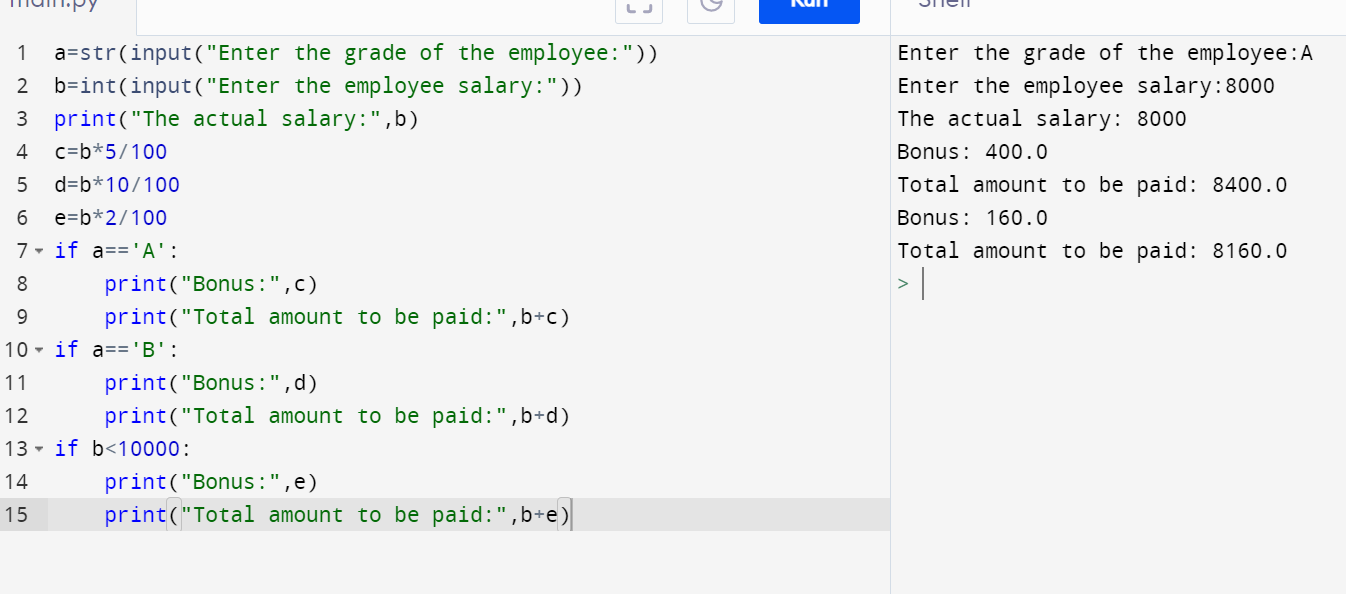 main.py
Run
Shell
1 a=str(input("Enter the grade of the employee:"))
2 b=int(input("Enter the employee salary:"))
3 print("The actual salary:",b)
4 c=b*5/100
5 d=b*10/100
6 e=b*2/100
7 if a=='A':
8     print("Bonus:",c)
9     print("Total amount to be paid:",b+c)
10 if a=='B':
11     print("Bonus:",d)
12     print("Total amount to be paid:",b+d)
13 if b<10000:
14     print("Bonus:",e)
15     print("Total amount to be paid:",b+e)
Enter the grade of the employee:A
Enter the employee salary:8000
The actual salary: 8000
Bonus: 400.0
Total amount to be paid: 8400.0
Bonus: 160.0
Total amount to be paid: 8160.0
>